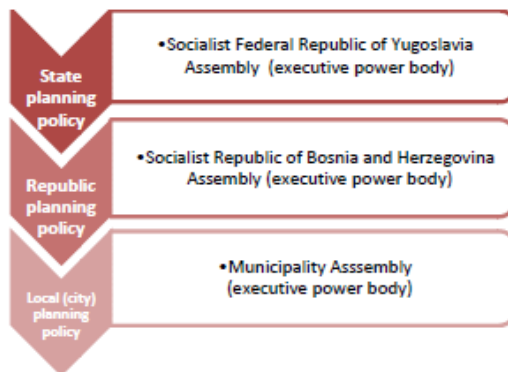 State
planning
policy
•Socialist Federal Republic of Yugoslavia
Assembly (executive power body)
Republic
planning
policy
•Socialist Republic of Bosnia and Herzegovina
Assembly (executive power body)
Local (city)
planning
policy
•Municipality Asssembly
(executive power body)